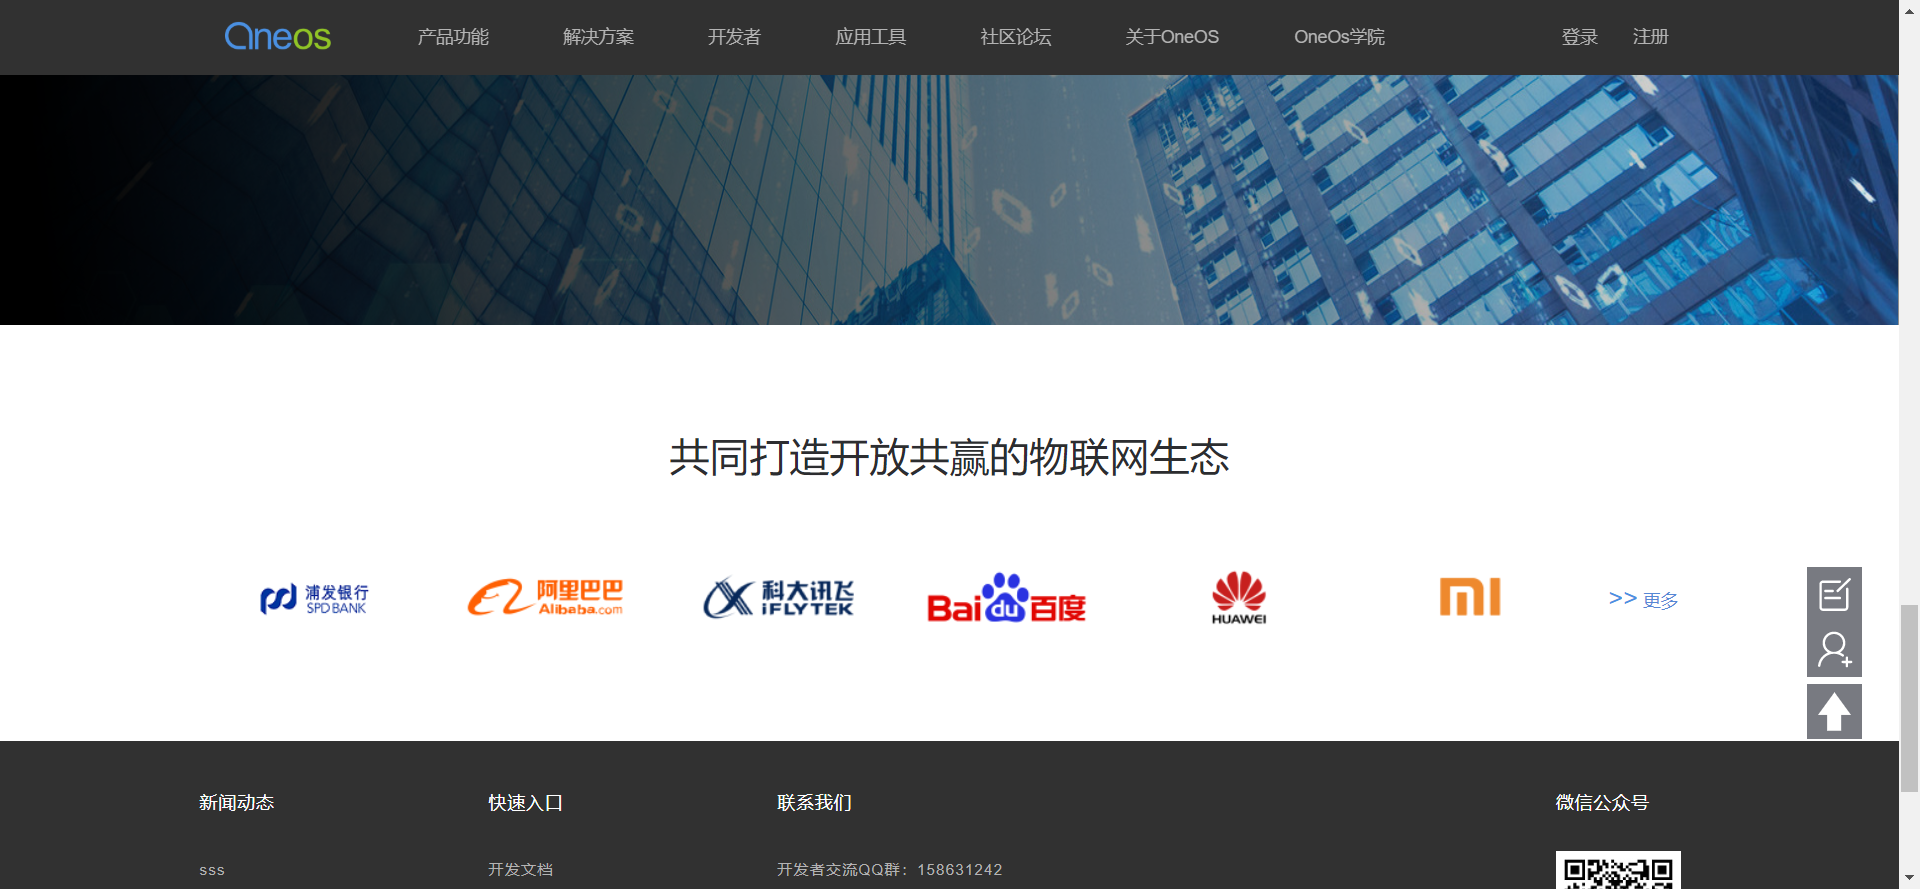 Oneos 产品功能 解决方案 开发者 应用工具 社区论坛 关于OneOS OneOs学院 登录 注册
共同打造开放共赢的物联网生态
浦发银行 SPD BANK
阿里巴巴 Alibaba.com
科大讯飞 iFLYTEK
Bai du 百度
HUAWEI
MI
>> 更多
新闻动态 快速入口 联系我们 微信公众号
sss 开发文档 开发者交流QQ群：158631242